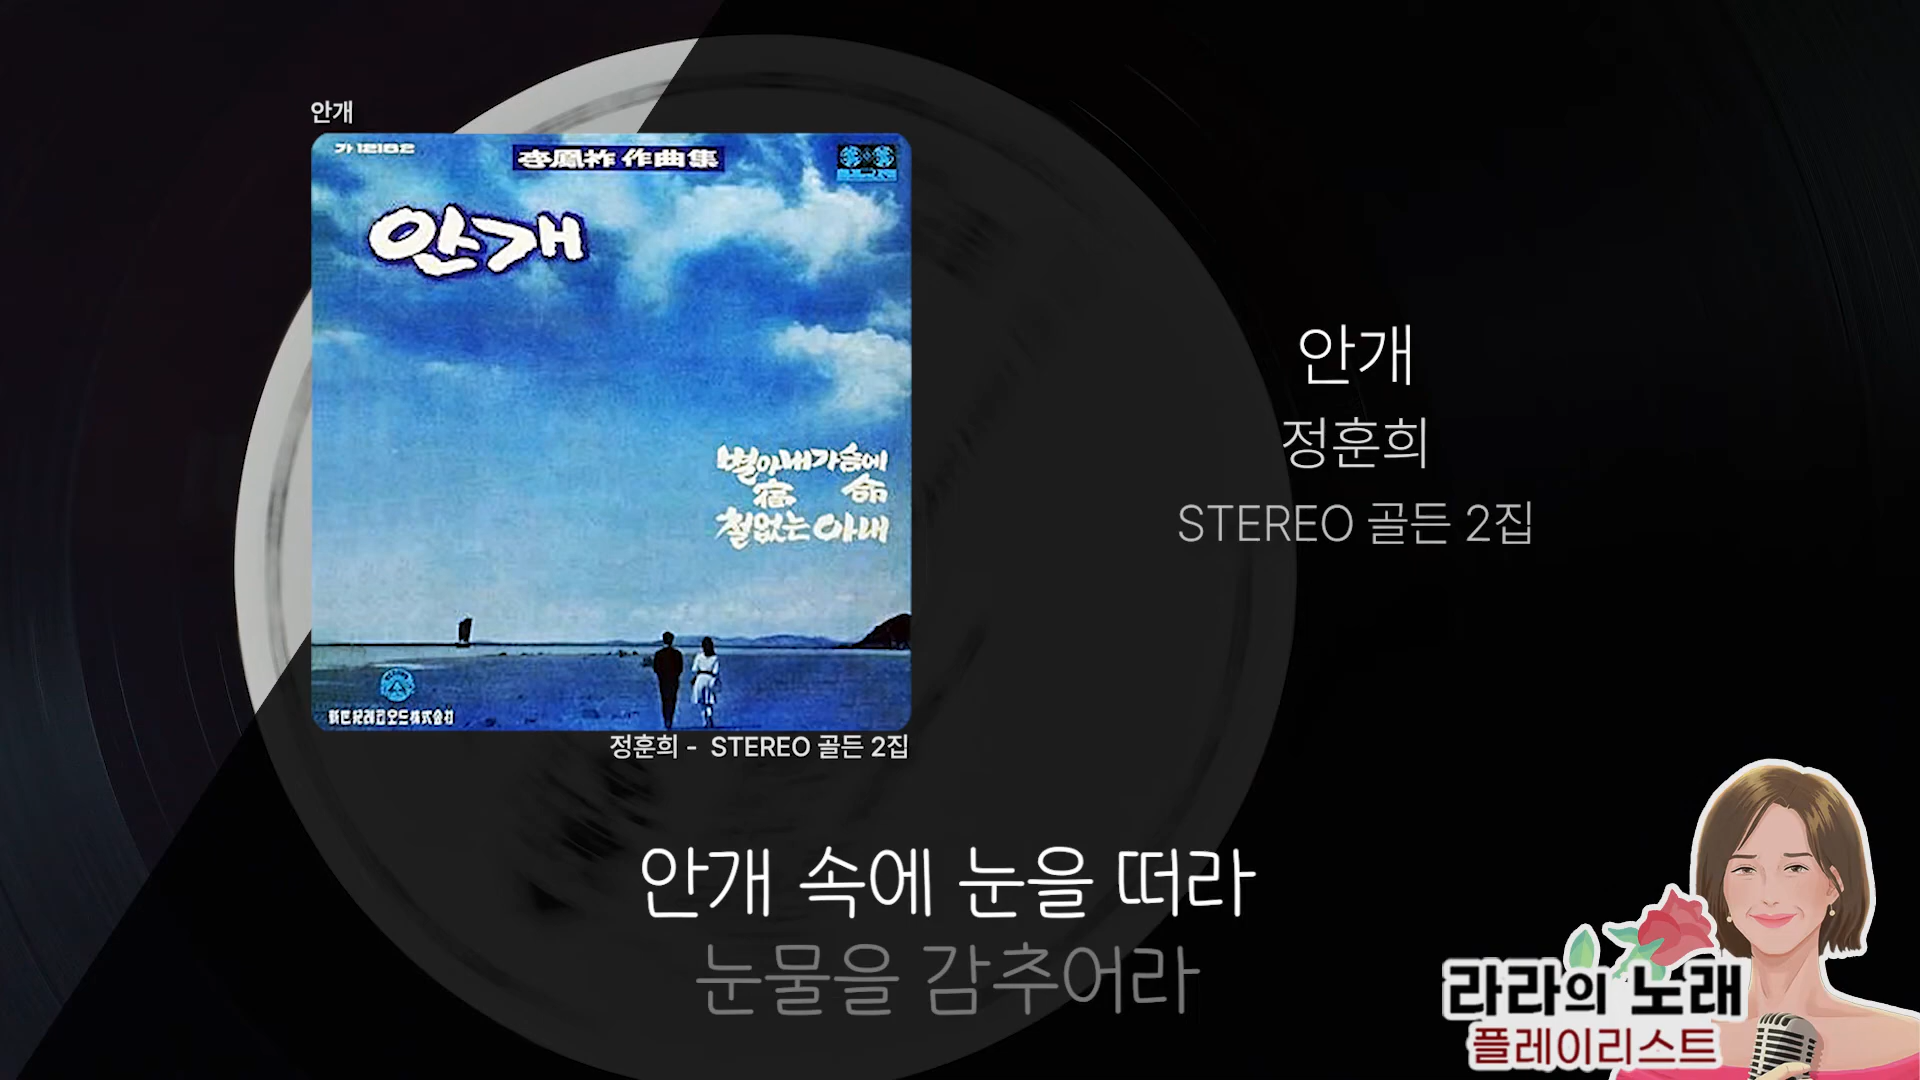 안개
가 12162
李鳳祚 作曲集
안개
별아내가슴에
宿 命
철없는 아내
정훈희 - STEREO 골든 2집
안개
정훈희
STEREO 골든 2집
안개 속에 눈을 떠라
눈물을 감추어라
라라의 노래
플레이리스트